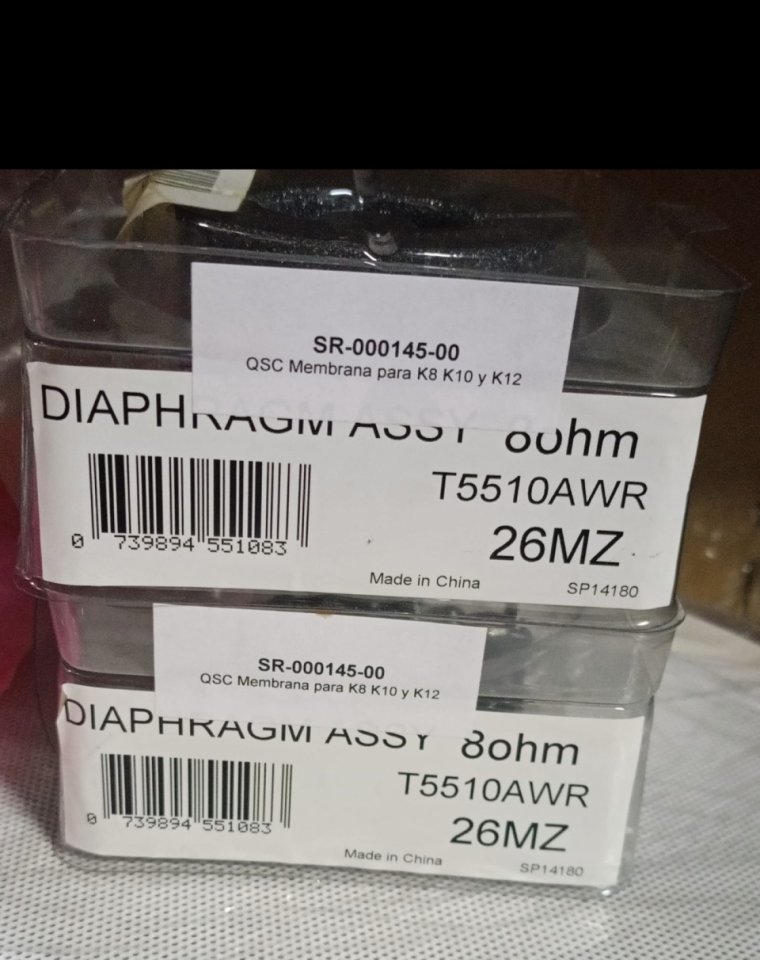 SR-000145-00
QSC Membrana para K8 K10 y K12
DIAPHRAGM ASSY 8ohm
T5510AWR
0 739894 551083
26MZ
Made in China
SP14180
SR-000145-00
QSC Membrana para K8 K10 y K12
DIAPHRAGM ASSY 8ohm
T5510AWR
0 739894 551083
26MZ
Made in China
SP14180